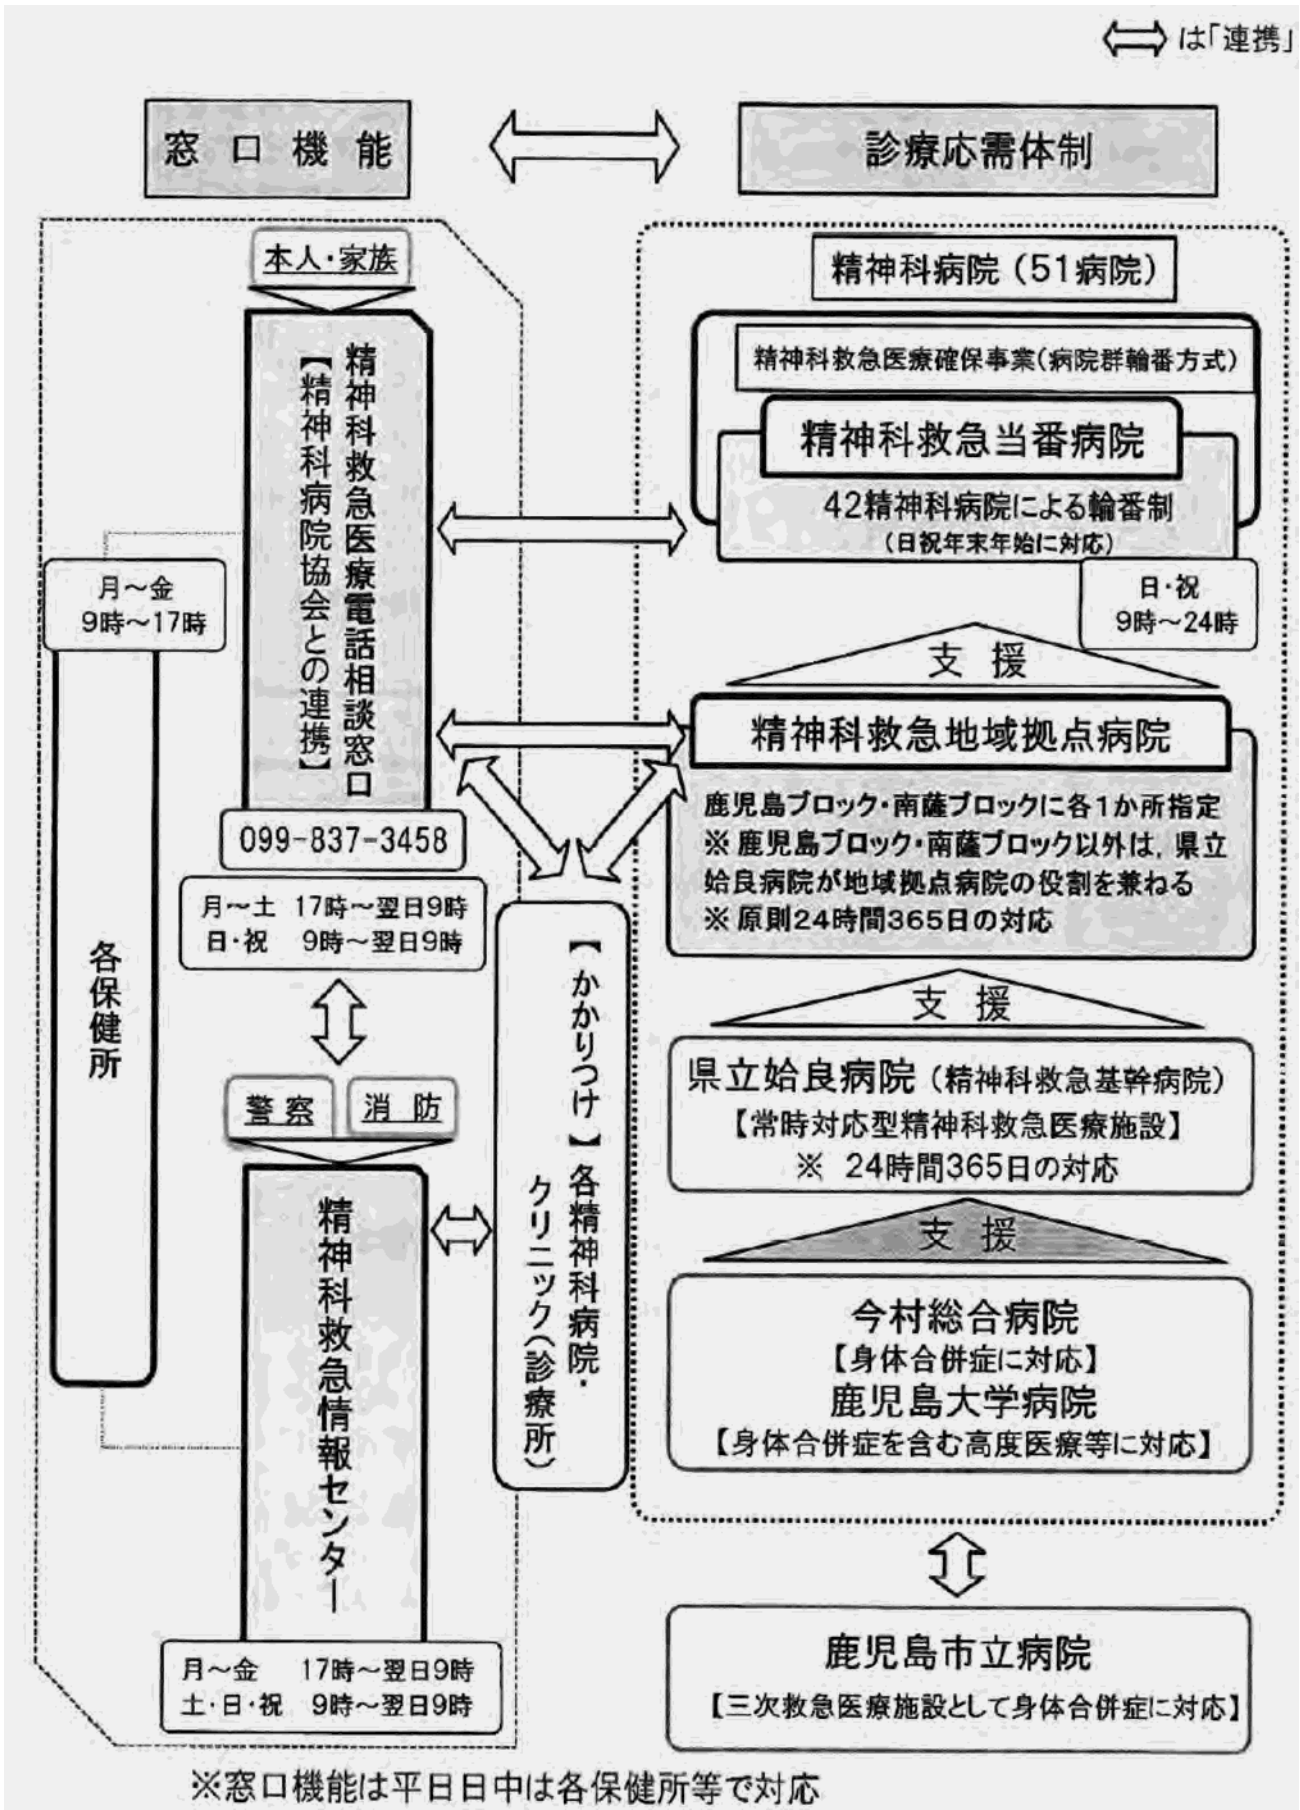 ⇔は「連携」
窓口機能
診療応需体制
本人・家族
精神科救急医療電話相談窓口
【精神科病院協会との連携】
099-837-3458
月～土 17時～翌日9時
日・祝 9時～翌日9時
月～金
9時～17時
各保健所
警察
消防
精神科救急情報センター
月～金 17時～翌日9時
土・日・祝 9時～翌日9時
【かかりつけ】各精神科病院・
クリニック(診療所)
精神科病院(51病院)
精神科救急医療確保事業(病院群輪番方式)
精神科救急当番病院
42精神科病院による輪番制
(日祝年末年始に対応)
日・祝
9時～24時
支援
精神科救急地域拠点病院
鹿児島ブロック・南薩ブロックに各1か所指定
※鹿児島ブロック・南薩ブロック以外は,県立
姶良病院が地域拠点病院の役割を兼ねる
※原則24時間365日の対応
支援
県立姶良病院(精神科救急基幹病院)
【常時対応型精神科救急医療施設】
※ 24時間365日の対応
支援
今村総合病院
【身体合併症に対応】
鹿児島大学病院
【身体合併症を含む高度医療等に対応】
鹿児島市立病院
【三次救急医療施設として身体合併症に対応】
※窓口機能は平日日中は各保健所等で対応